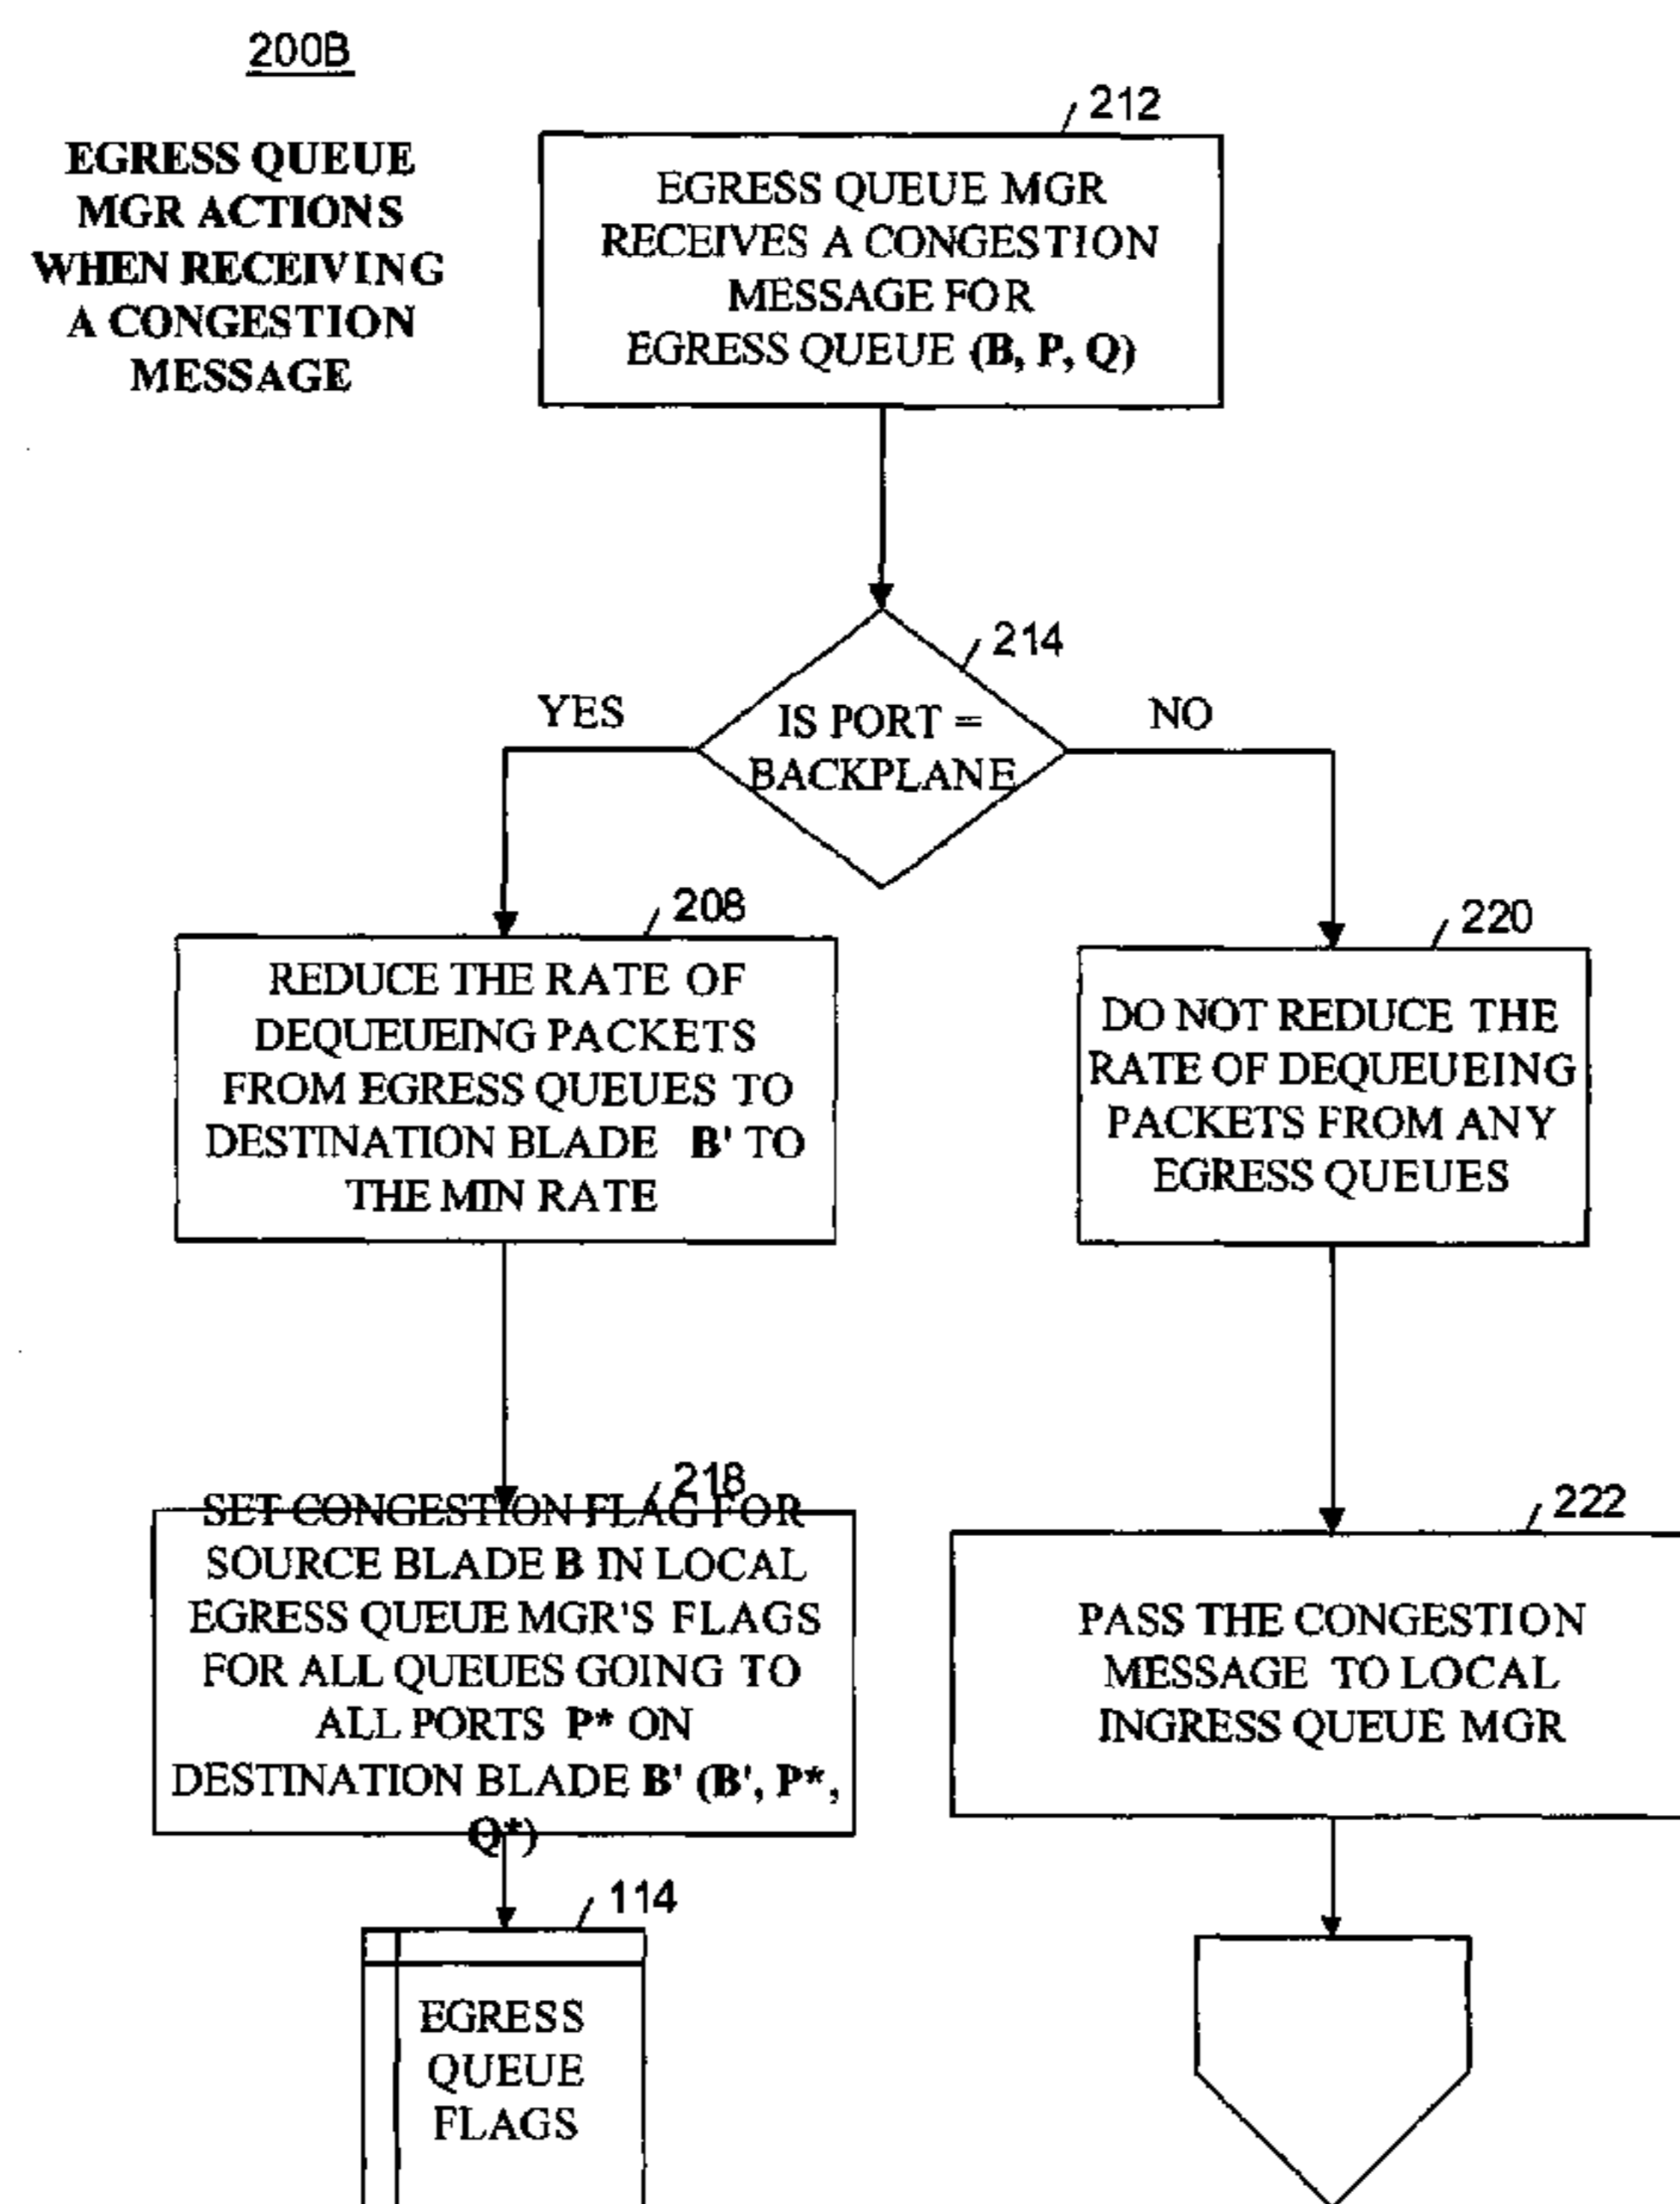 200B
EGRESS QUEUE
MGR ACTIONS
WHEN RECEIVING
A CONGESTION
MESSAGE
212
EGRESS QUEUE MGR
RECEIVES A CONGESTION
MESSAGE FOR
EGRESS QUEUE (B, P, Q)
214
IS PORT =
BACKPLANE
YES
NO
208
REDUCE THE RATE OF
DEQUEUEING PACKETS
FROM EGRESS QUEUES TO
DESTINATION BLADE B' TO
THE MIN RATE
220
DO NOT REDUCE THE
RATE OF DEQUEUEING
PACKETS FROM ANY
EGRESS QUEUES
218
SET CONGESTION FLAG FOR
SOURCE BLADE B IN LOCAL
EGRESS QUEUE MGR'S FLAGS
FOR ALL QUEUES GOING TO
ALL PORTS P* ON
DESTINATION BLADE B' (B', P*,
Q*)
222
PASS THE CONGESTION
MESSAGE TO LOCAL
INGRESS QUEUE MGR
114
EGRESS
QUEUE
FLAGS